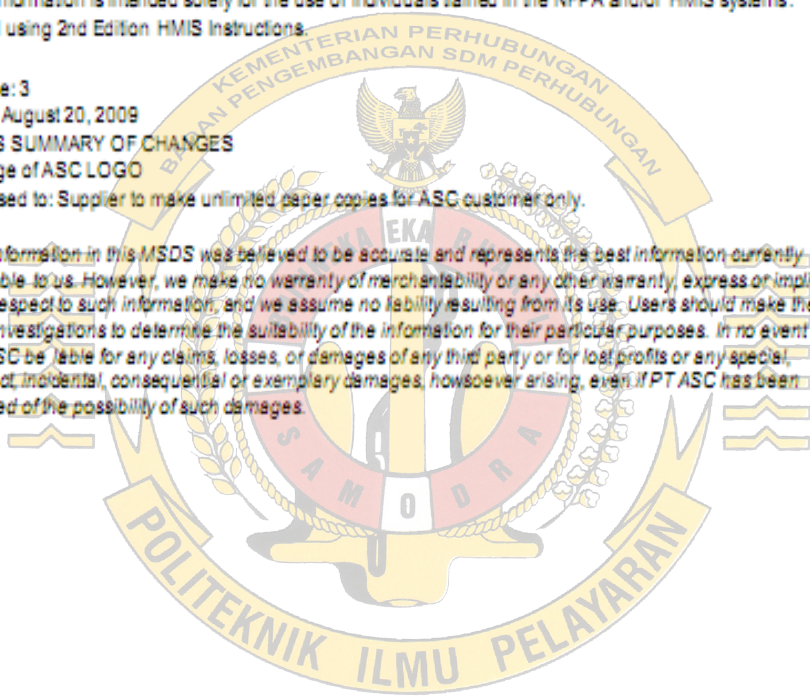 information is intended solely for the use of individuals trained in the NFPA and/or HMIS systems.
using 2nd Edition HMIS Instructions.
e: 3
August 20, 2009
S SUMMARY OF CHANGES
ge of ASC LOGO
sed to: Supplier to make unlimited paper copies for ASC customer only.
nformation in this MSDS was believed to be accurate and represents the best information currently
ble to us. However, we make no warranty of merchantability or any other warranty, express or impli
respect to such information, and we assume no liability resulting from its use. Users should make the
nvestigations to determine the suitability of the information for their particular purposes. In no event
SC be liable for any claims, losses, or damages of any third party or for lost profits or any special,
ct, incidental, consequential or exemplary damages, howsoever arising, even if PT ASC has been
ed of the possibility of such damages.
KEMENTERIAN PERHUBUNGAN
BADAN PENGEMBANGAN SDM PERHUBUNGAN
EKA
SAMODRA
POLITEKNIK ILMU PELAYARAN